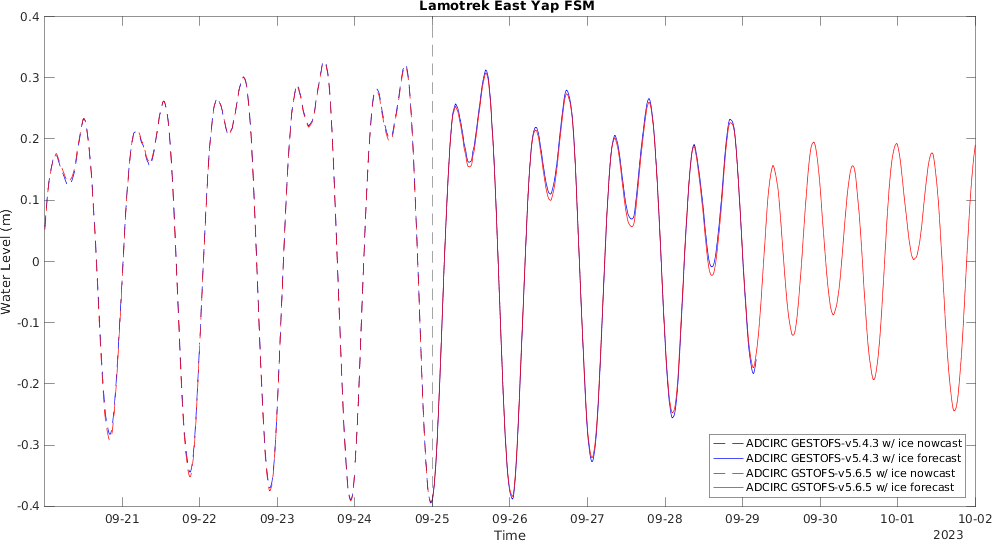 Lamotrek East Yap FSM
0.4
0.3
0.2
0.1
0
-0.1
-0.2
-0.3
-0.4
Water Level (m)
09-21 09-22 09-23 09-24 09-25 09-26 09-27 09-28 09-29 09-30 10-01 10-02
Time
2023
ADCIRC GESTOFS-v5.4.3 w/ ice nowcast
ADCIRC GESTOFS-v5.4.3 w/ ice forecast
ADCIRC GSTOFS-v5.6.5 w/ ice nowcast
ADCIRC GSTOFS-v5.6.5 w/ ice forecast